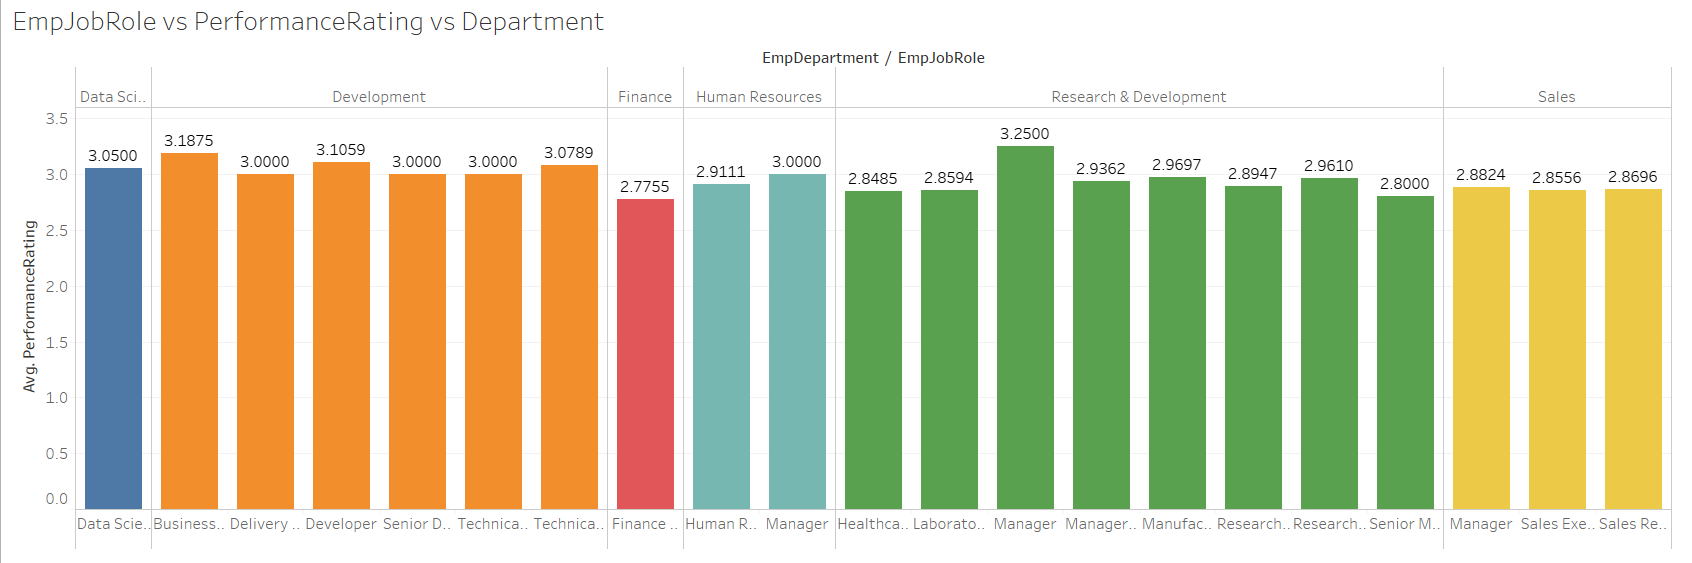 EmpJobRole vs PerformanceRating vs Department
EmpDepartment / EmpJobRole
Data Sci.. Development Finance Human Resources Research & Development Sales
Avg. PerformanceRating
3.5
3.0
2.5
2.0
1.5
1.0
0.5
0.0
3.0500 3.1875 3.0000 3.1059 3.0000 3.0000 3.0789 2.7755 2.9111 3.0000 2.8485 2.8594 3.2500 2.9362 2.9697 2.8947 2.9610 2.8000 2.8824 2.8556 2.8696
Data Scie.. Business.. Delivery .. Developer Senior D.. Technica.. Technica.. Finance .. Human R.. Manager Healthca.. Laborato.. Manager Manager.. Manufac.. Research.. Research.. Senior M.. Manager Sales Exe.. Sales Re..